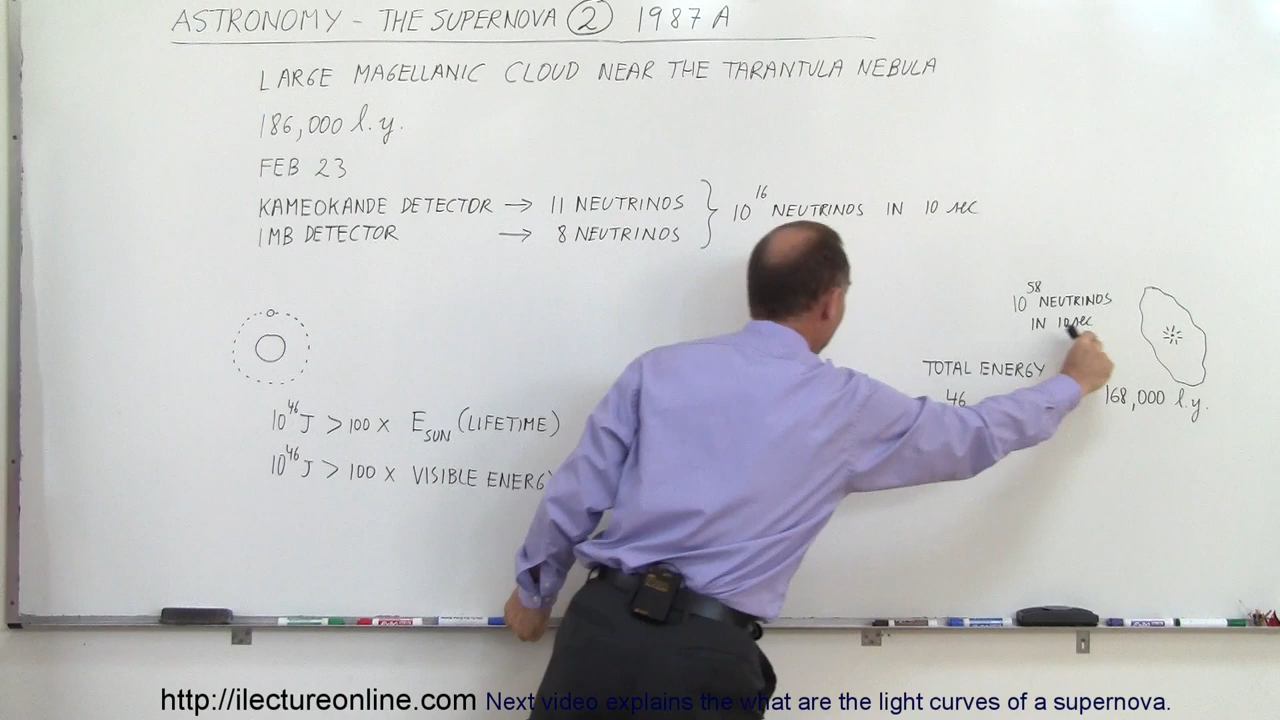 ASTRONOMY - THE SUPERNOVA 2 1987 A
LARGE MAGELLANIC CLOUD NEAR THE TARANTULA NEBULA
186,000 l.y.
FEB 23
KAMEOKANDE DETECTOR → 11 NEUTRINOS } 10^16 NEUTRINOS IN 10 SEC
IMB DETECTOR → 8 NEUTRINOS
10^58 NEUTRINOS
IN 10 SEC
TOTAL ENERGY
46
168,000 l.y.
10^46 J > 100 x E_SUN (LIFETIME)
10^46 J > 100 x VISIBLE ENERGY
http://ilectureonline.com Next video explains the what are the light curves of a supernova.